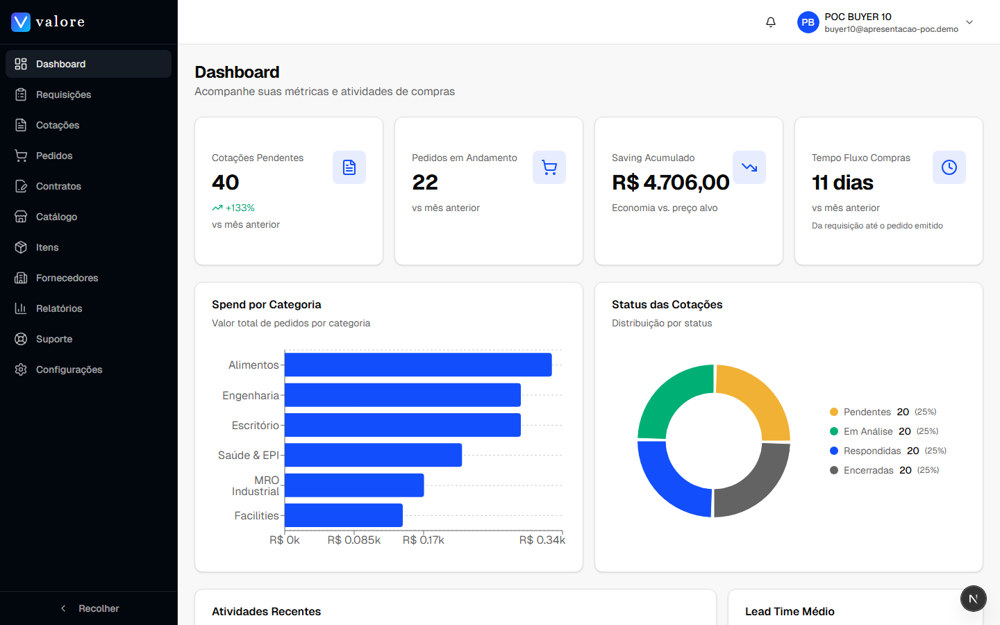 valore
POC BUYER 10
PB
buyer10@apresentacao-poc.demo
Dashboard
Requisições
Cotações
Pedidos
Contratos
Catálogo
Itens
Fornecedores
Relatórios
Suporte
Configurações
Recolher
Dashboard
Acompanhe suas métricas e atividades de compras
Cotações Pendentes
40
+133%
vs mês anterior
Pedidos em Andamento
22
vs mês anterior
Saving Acumulado
R$ 4.706,00
Economia vs. preço alvo
Tempo Fluxo Compras
11 dias
vs mês anterior
Da requisição até o pedido emitido
Spend por Categoria
Valor total de pedidos por categoria
Alimentos
Engenharia
Escritório
Saúde & EPI
MRO
Industrial
Facilities
R$ 0k R$ 0.085k R$ 0.17k R$ 0.34k
Status das Cotações
Distribuição por status
Pendentes 20 (25%)
Em Análise 20 (25%)
Respondidas 20 (25%)
Encerradas 20 (25%)
Atividades Recentes
Lead Time Médio
N